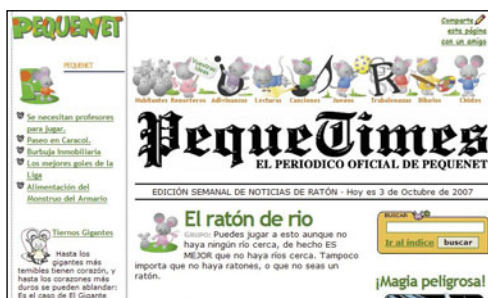 PEQUENET
Comparte
esta página
con un amigo
PEQUENET
Vuestras
ideas
Habitantes Reporteros Adivinanzas Lecturas Canciones Juegos Trabalenguas Dibujos Chistes
PequeTimes
EL PERIODICO OFICIAL DE PEQUENET
EDICIÓN SEMANAL DE NOTICIAS DE RATÓN - Hoy es 3 de Octubre de 2007
Se necesitan profesores
para jugar.
Paseo en Caracol.
Burbuja Inmobiliaria
Los mejores goles de la
Liga
Alimentación del
Monstruo del Armario
Tiernos Gigantes
Hasta los
gigantes más
temibles tienen corazón, y
hasta los corazones más
duros se pueden ablandar:
Es el caso de El Gigante
El ratón de rio
GRUPO: Puedes jugar a esto aunque no
haya ningún río cerca, de hecho ES
MEJOR que no haya ríos cerca. Tampoco
importa que no haya ratones, o que no seas un
ratón.
BUSCAR
Ir al índice buscar
¡Magia peligrosa!